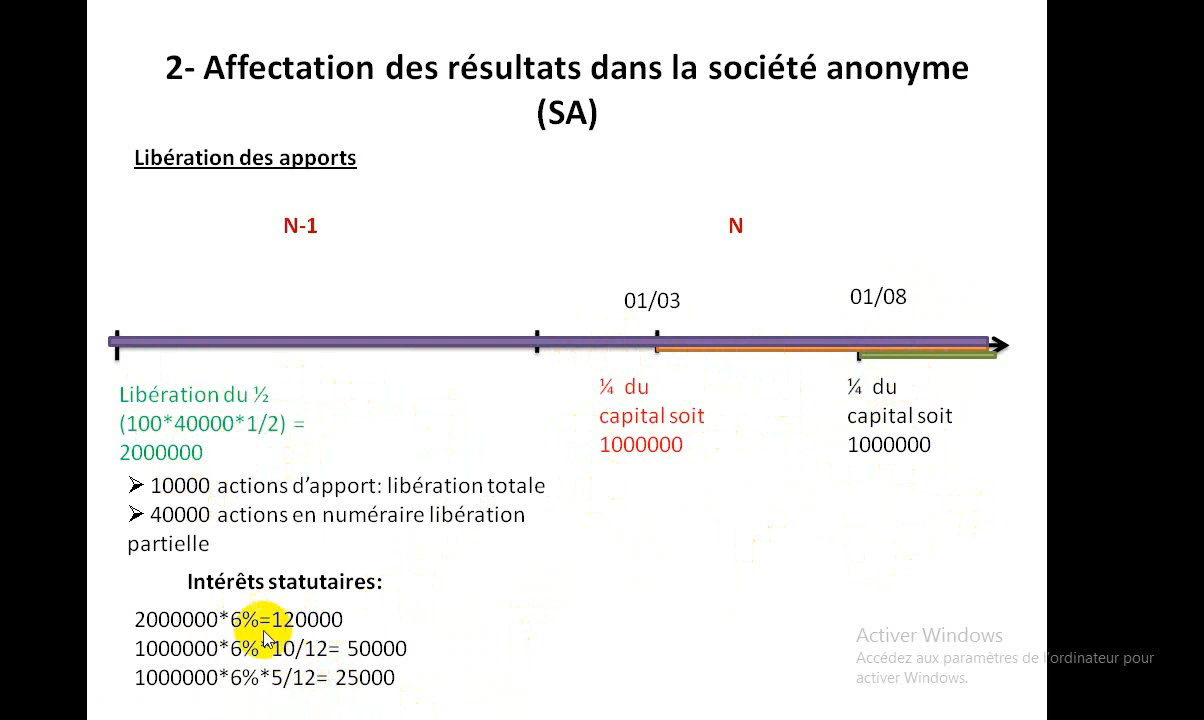 2- Affectation des résultats dans la société anonyme
(SA)
Libération des apports
N-1
N
01/03
01/08
Libération du ½
(100*40000*1/2) =
2000000
¼ du
capital soit
1000000
¼ du
capital soit
1000000
➢ 10000 actions d’apport: libération totale
➢ 40000 actions en numéraire libération
partielle
Intérêts statutaires:
2000000*6%=120000
1000000*6%*10/12= 50000
1000000*6%*5/12= 25000
Activer Windows
Accédez aux paramètres de l'ordinateur pour
activer Windows.